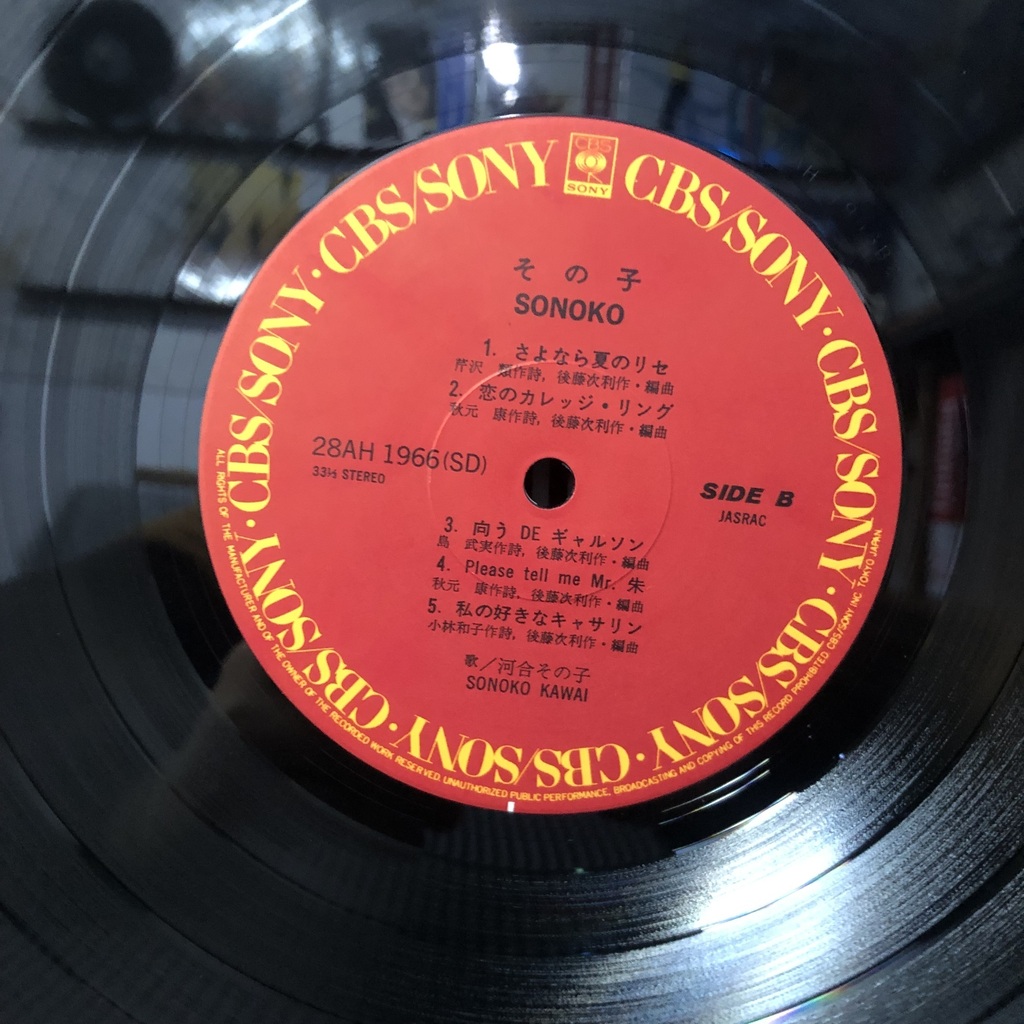 CBS/SONY · CBS/SONY · CBS/SONY · CBS/SONY · CBS/SONY · CBS/SONY · CBS/SONY · CBS/SONY
CBS
SONY
その子
SONOKO
1. さよなら夏のリセ
芹沢 類作詩, 後藤次利作・編曲
2. 恋のカレッジ・リング
秋元 康作詩, 後藤次利作・編曲
28AH 1966(SD)
33⅓ STEREO
SIDE B
JASRAC
3. 向う DE ギャルソン
島 武実作詩, 後藤次利作・編曲
4. Please tell me Mr. 朱
秋元 康作詩, 後藤次利作・編曲
5. 私の好きなキャサリン
小林和子作詩, 後藤次利作・編曲
歌/河合その子
SONOKO KAWAI
ALL RIGHTS OF THE MANUFACTURER AND OF THE OWNER OF THE RECORDED WORK RESERVED. UNAUTHORIZED PUBLIC PERFORMANCE, BROADCASTING AND COPYING OF THIS RECORD PROHIBITED CBS/SONY INC. TOKYO JAPAN